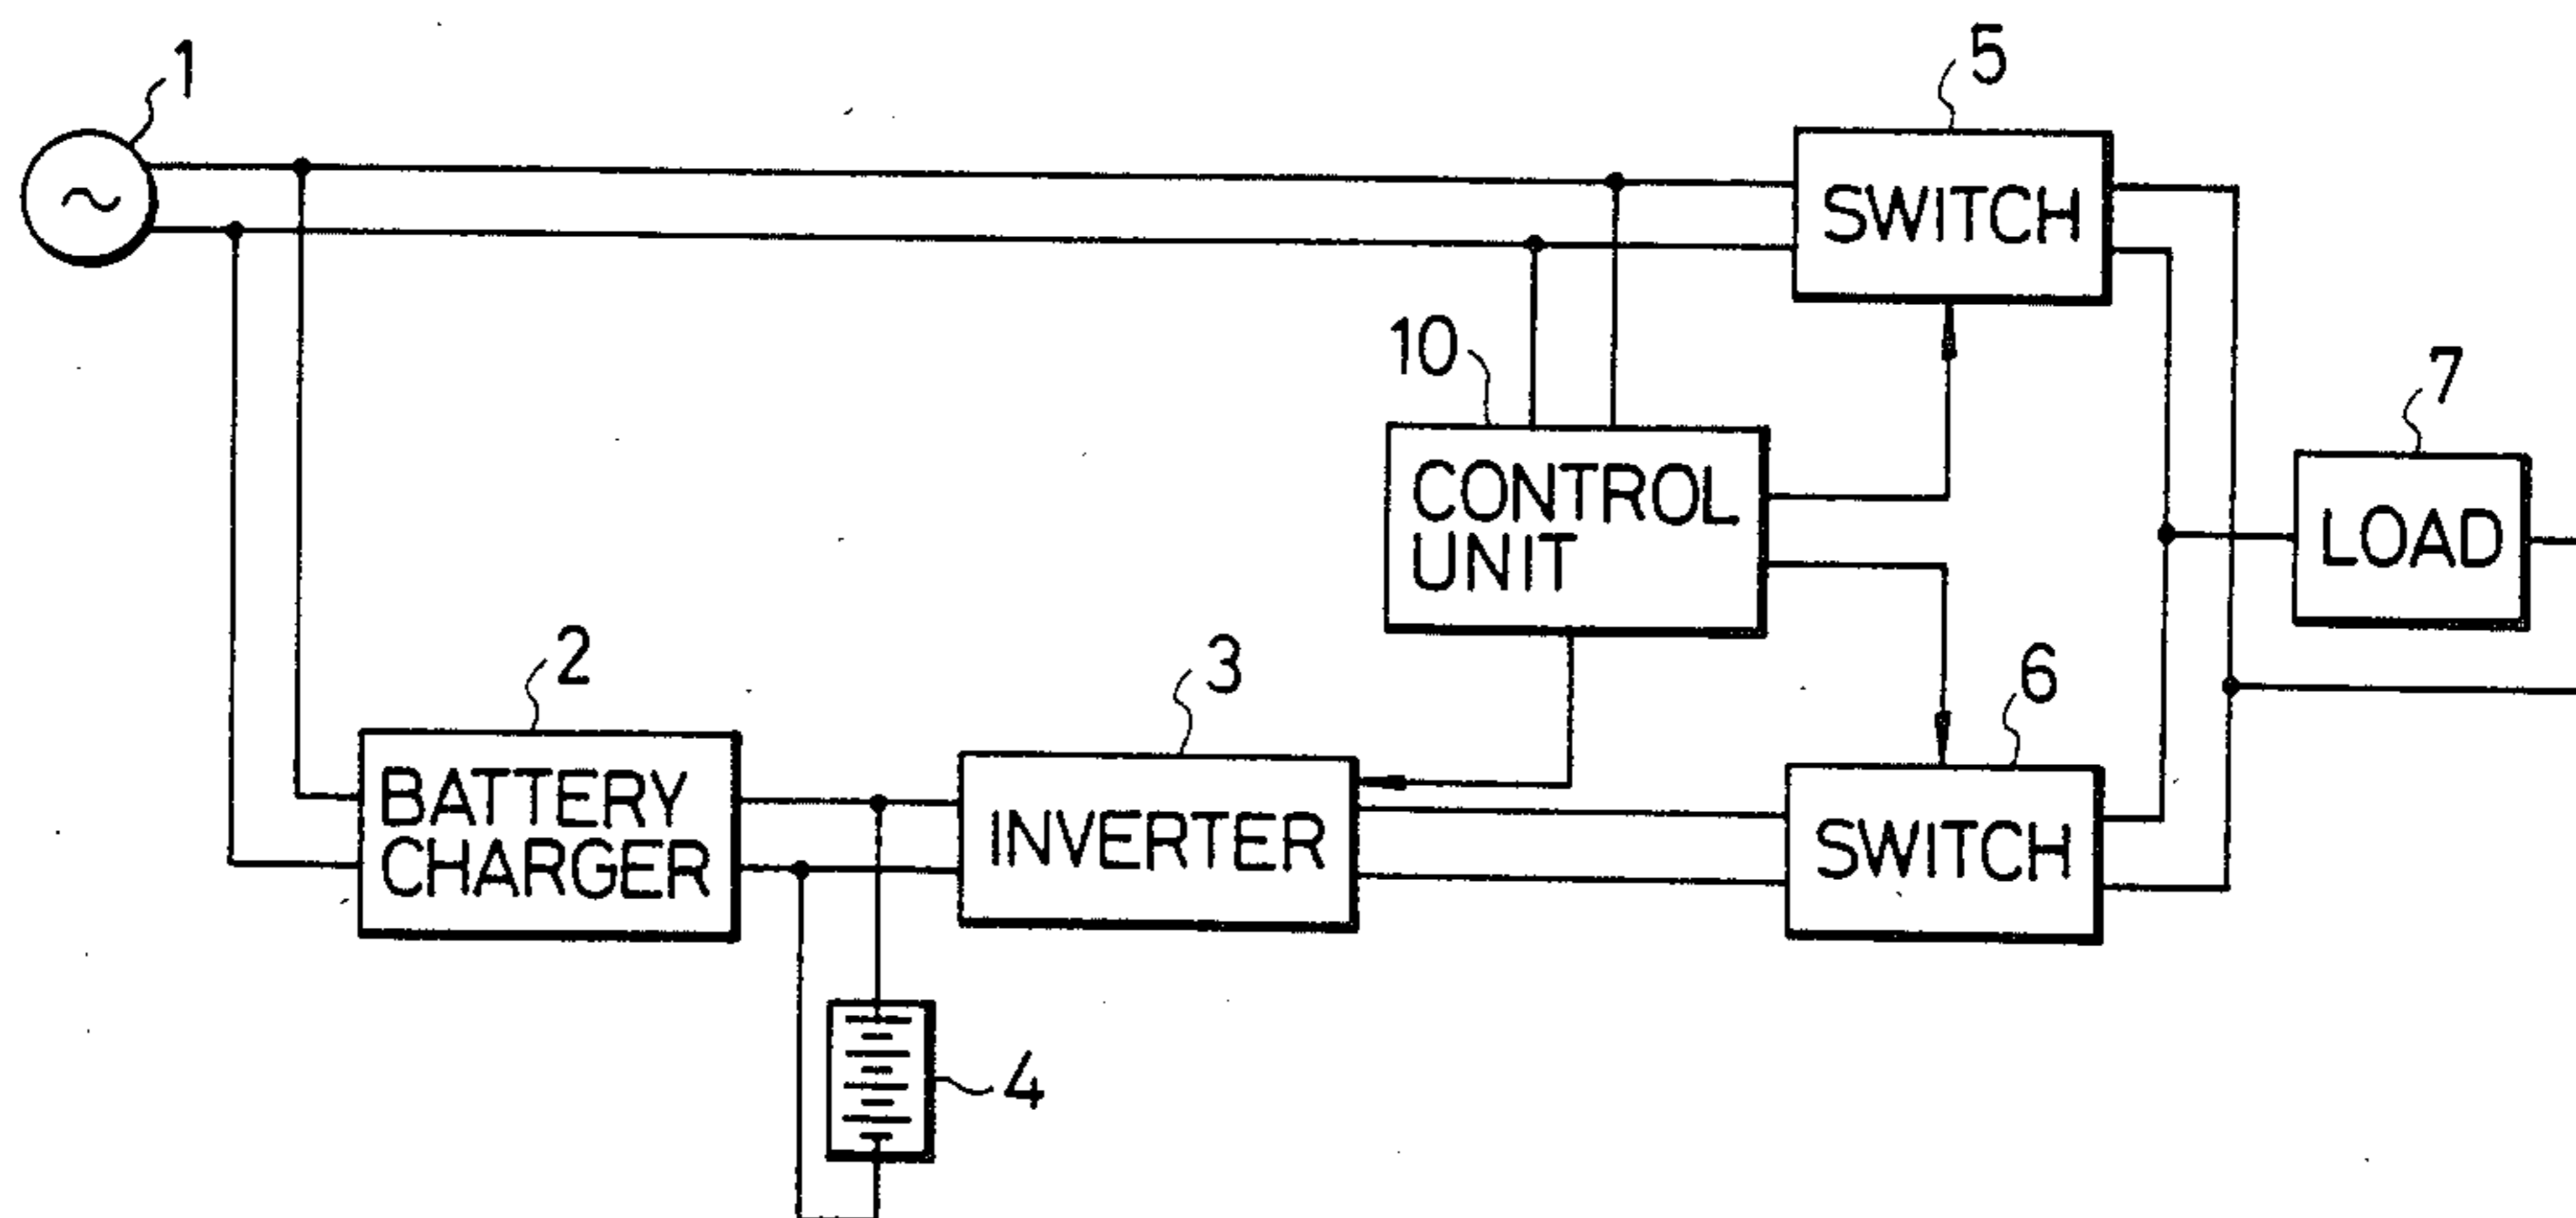 1
5
SWITCH
10
CONTROL
UNIT
7
LOAD
2
BATTERY
CHARGER
3
INVERTER
6
SWITCH
4